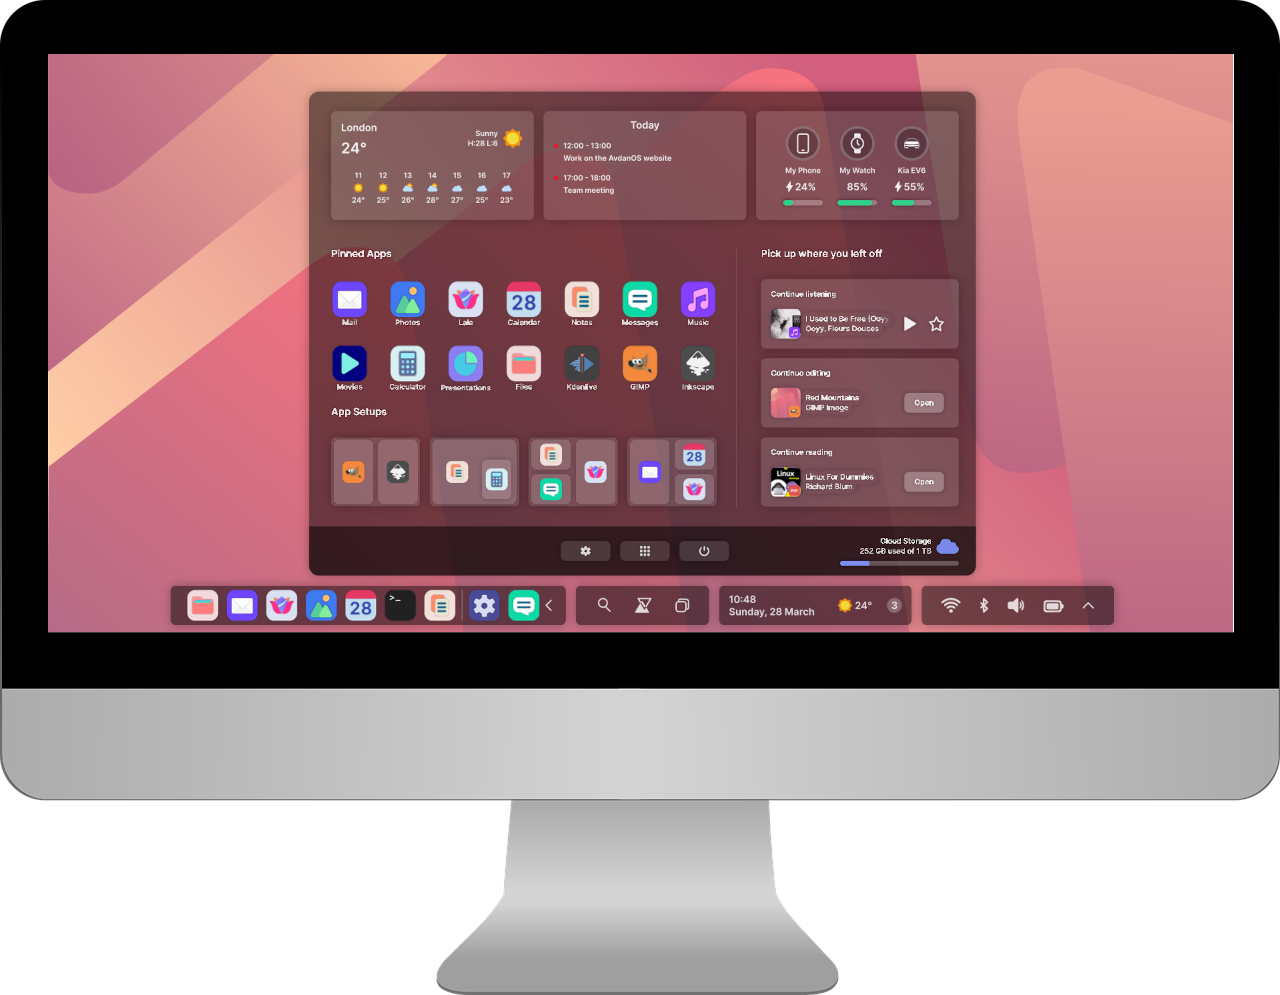 London
24°
Sunny
H:28 L:6
11 12 13 14 15 16 17
24° 25° 26° 28° 27° 25° 23°
Today
12:00 - 13:00
Work on the AvdanOS website
17:00 - 18:00
Team meeting
My Phone My Watch Kia EV6
24% 85% 55%
Pinned Apps
Mail Photos Lale Calendar Notes Messages Music
28
Movies Calculator Presentations Files Kdenlive GIMP Inkscape
App Setups
28
Pick up where you left off
Continue listening
I Used to Be Free (Ooyy
Ooyy, Fleurs Douces
Continue editing
Red Mountains
GIMP Image
Open
Continue reading
Linux
Linux For Dummies
Richard Blum
Open
Cloud Storage
252 GB used of 1 TB
28
>_
10:48
Sunday, 28 March
24°
3